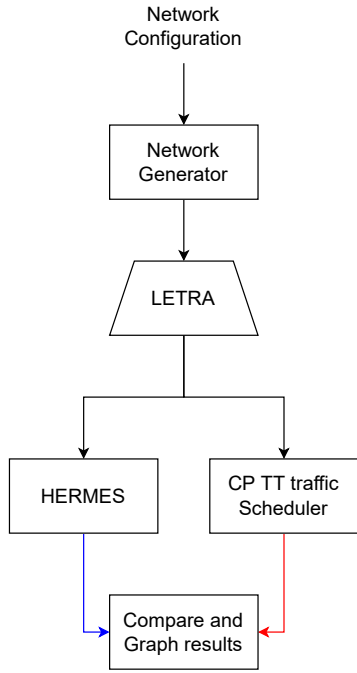 Network
Configuration
Network
Generator
LETRA
HERMES
CP TT traffic
Scheduler
Compare and
Graph results